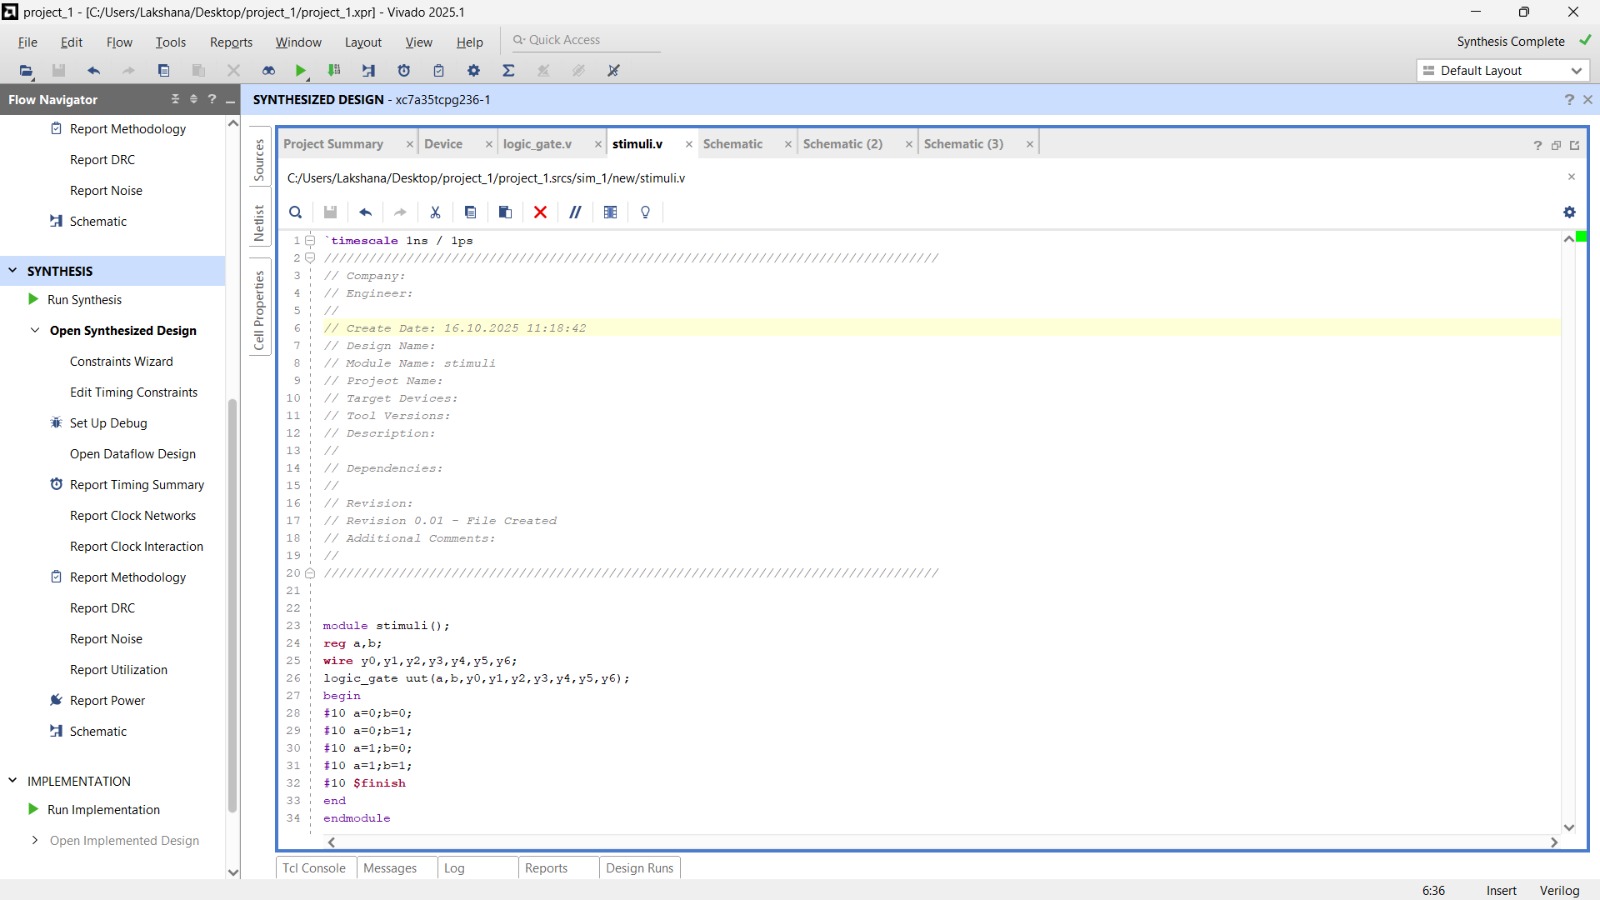 project_1 - [C:/Users/Lakshana/Desktop/project_1/project_1.xpr] - Vivado 2025.1
File Edit Flow Tools Reports Window Layout View Help Quick Access
Synthesis Complete
Default Layout
Flow Navigator
SYNTHESIZED DESIGN - xc7a35tcpg236-1
Report Methodology
Report DRC
Report Noise
Schematic
SYNTHESIS
Run Synthesis
Open Synthesized Design
Constraints Wizard
Edit Timing Constraints
Set Up Debug
Open Dataflow Design
Report Timing Summary
Report Clock Networks
Report Clock Interaction
Report Methodology
Report DRC
Report Noise
Report Utilization
Report Power
Schematic
IMPLEMENTATION
Run Implementation
Open Implemented Design
Sources
Netlist
Cell Properties
Project Summary Device logic_gate.v stimuli.v Schematic Schematic (2) Schematic (3)
C:/Users/Lakshana/Desktop/project_1/project_1.srcs/sim_1/new/stimuli.v
1 `timescale 1ns / 1ps
2 //////////////////////////////////////////////////////////////////////////////////
3 // Company:
4 // Engineer:
5 //
6 // Create Date: 16.10.2025 11:18:42
7 // Design Name:
8 // Module Name: stimuli
9 // Project Name:
10 // Target Devices:
11 // Tool Versions:
12 // Description:
13 //
14 // Dependencies:
15 //
16 // Revision:
17 // Revision 0.01 - File Created
18 // Additional Comments:
19 //
20 //////////////////////////////////////////////////////////////////////////////////
21
22
23 module stimuli();
24 reg a,b;
25 wire y0,y1,y2,y3,y4,y5,y6;
26 logic_gate uut(a,b,y0,y1,y2,y3,y4,y5,y6);
27 begin
28 #10 a=0;b=0;
29 #10 a=0;b=1;
30 #10 a=1;b=0;
31 #10 a=1;b=1;
32 #10 $finish
33 end
34 endmodule
Tcl Console Messages Log Reports Design Runs
6:36 Insert Verilog